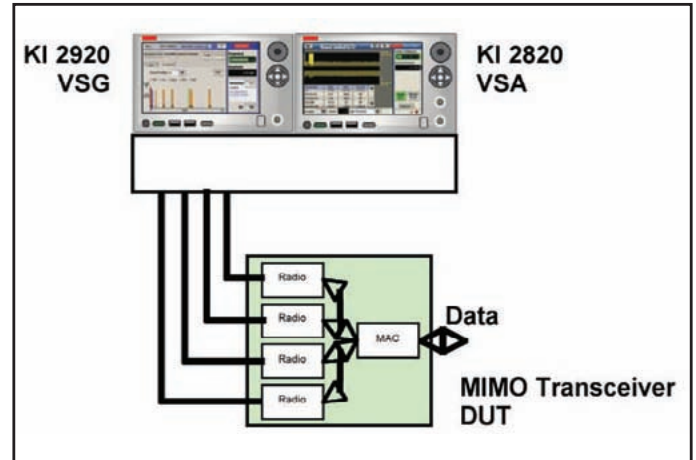 KI 2920
VSG
KI 2820
VSA
Radio
Radio
Radio
Radio
MAC
Data
MIMO Transceiver
DUT